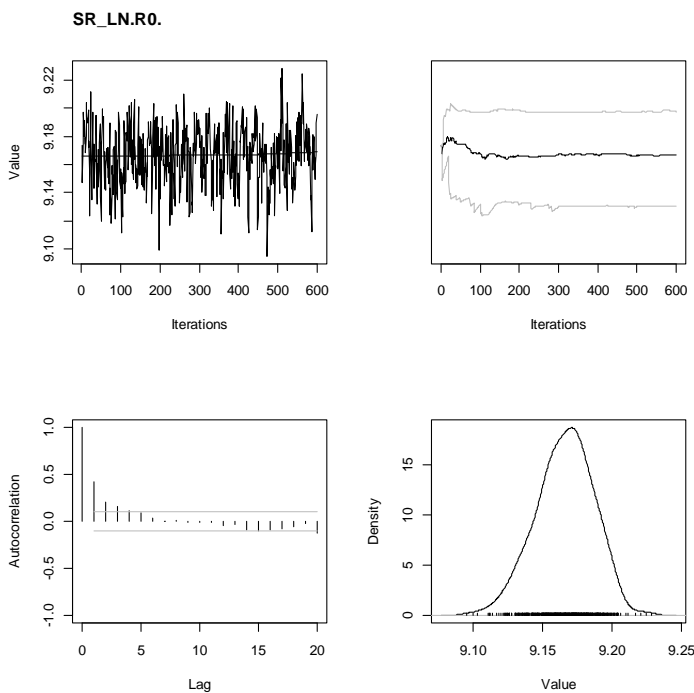 SR_LN.R0.
Value
9.10 9.14 9.18 9.22
0 100 200 300 400 500 600
Iterations
0 100 200 300 400 500 600
Iterations
Autocorrelation
-1.0 -0.5 0.0 0.5 1.0
0 5 10 15 20
Lag
Density
0 5 10 15
9.10 9.15 9.20 9.25
Value